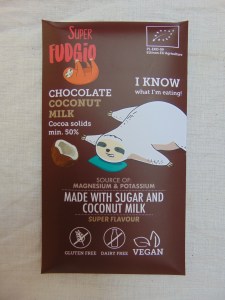 SUPER
FUDGIO
CHOCOLATE
COCONUT
MILK
Cocoa solids
min. 50%
I KNOW
what I'm eating!
SOURCE OF
MAGNESIUM & POTASSIUM
MADE WITH SUGAR AND
COCONUT MILK
SUPER FLAVOUR
GLUTEN FREE
DAIRY FREE
VEGAN